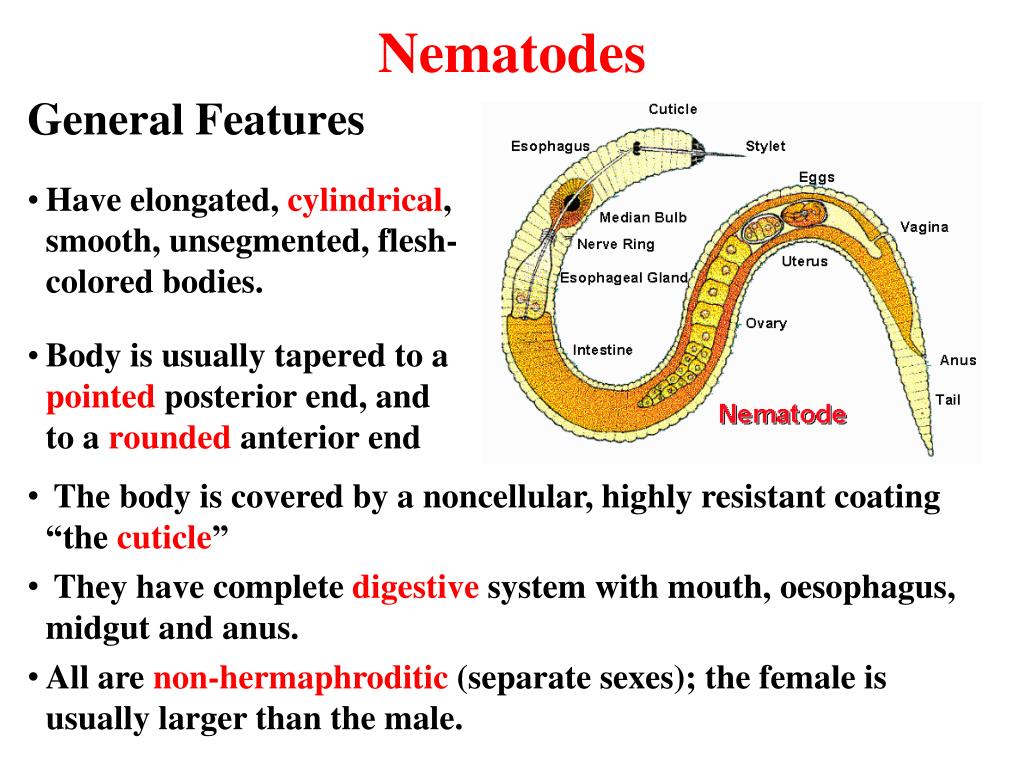 Nematodes
General Features
• Have elongated, cylindrical,
smooth, unsegmented, flesh-
colored bodies.
• Body is usually tapered to a
pointed posterior end, and
to a rounded anterior end
Cuticle
Esophagus
Stylet
Eggs
Median Bulb
Vagina
Nerve Ring
Uterus
Esophageal Gland
Ovary
Intestine
Anus
Tail
Nematode
• The body is covered by a noncellular, highly resistant coating
“the cuticle”
• They have complete digestive system with mouth, oesophagus,
midgut and anus.
• All are non-hermaphroditic (separate sexes); the female is
usually larger than the male.